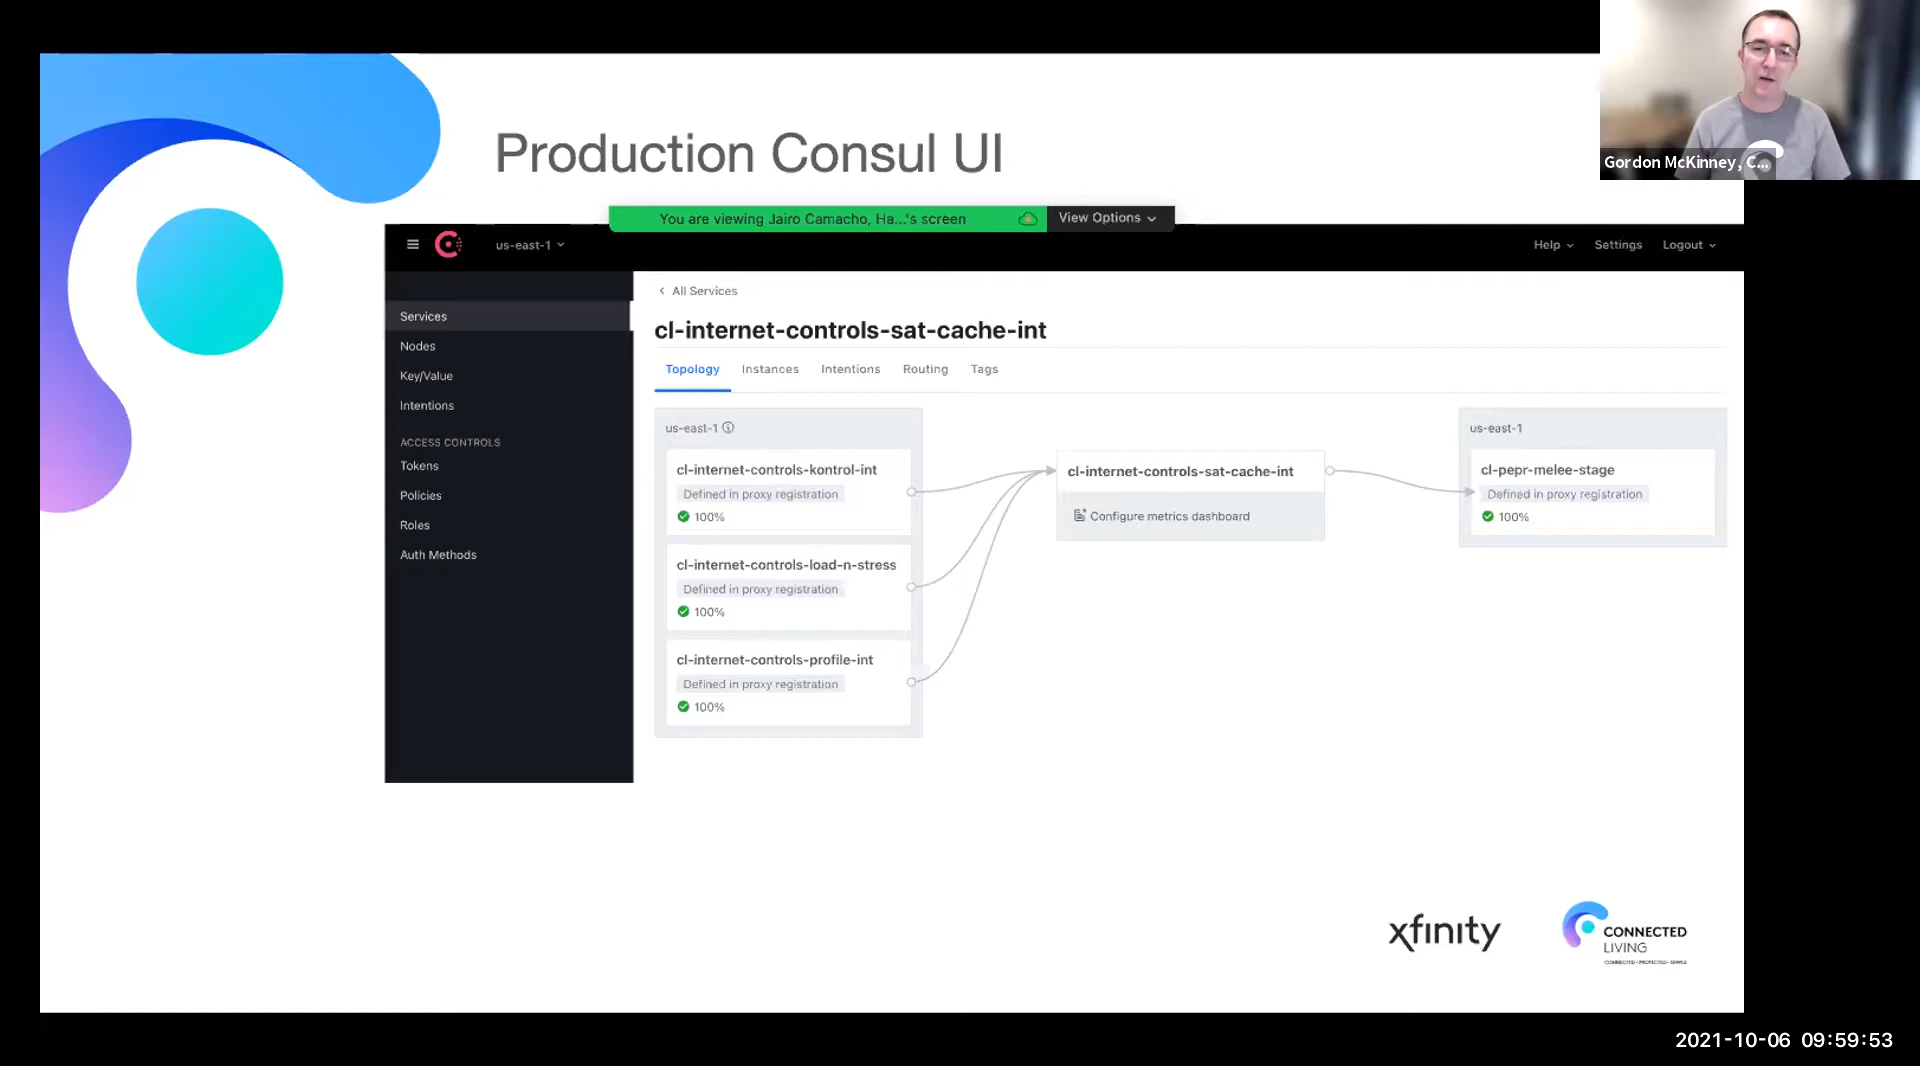 Gordon McKinney, C...
Production Consul UI
You are viewing Jairo Camacho, Ha...'s screen
View Options
us-east-1
Help
Settings
Logout
Services
Nodes
Key/Value
Intentions
ACCESS CONTROLS
Tokens
Policies
Roles
Auth Methods
All Services
cl-internet-controls-sat-cache-int
Topology
Instances
Intentions
Routing
Tags
us-east-1
cl-internet-controls-kontrol-int
Defined in proxy registration
100%
cl-internet-controls-load-n-stress
Defined in proxy registration
100%
cl-internet-controls-profile-int
Defined in proxy registration
100%
cl-internet-controls-sat-cache-int
Configure metrics dashboard
us-east-1
cl-pepr-melee-stage
Defined in proxy registration
100%
xfinity
CONNECTED
LIVING
CONNECTED • PROTECTED • SIMPLE
2021-10-06 09:59:53